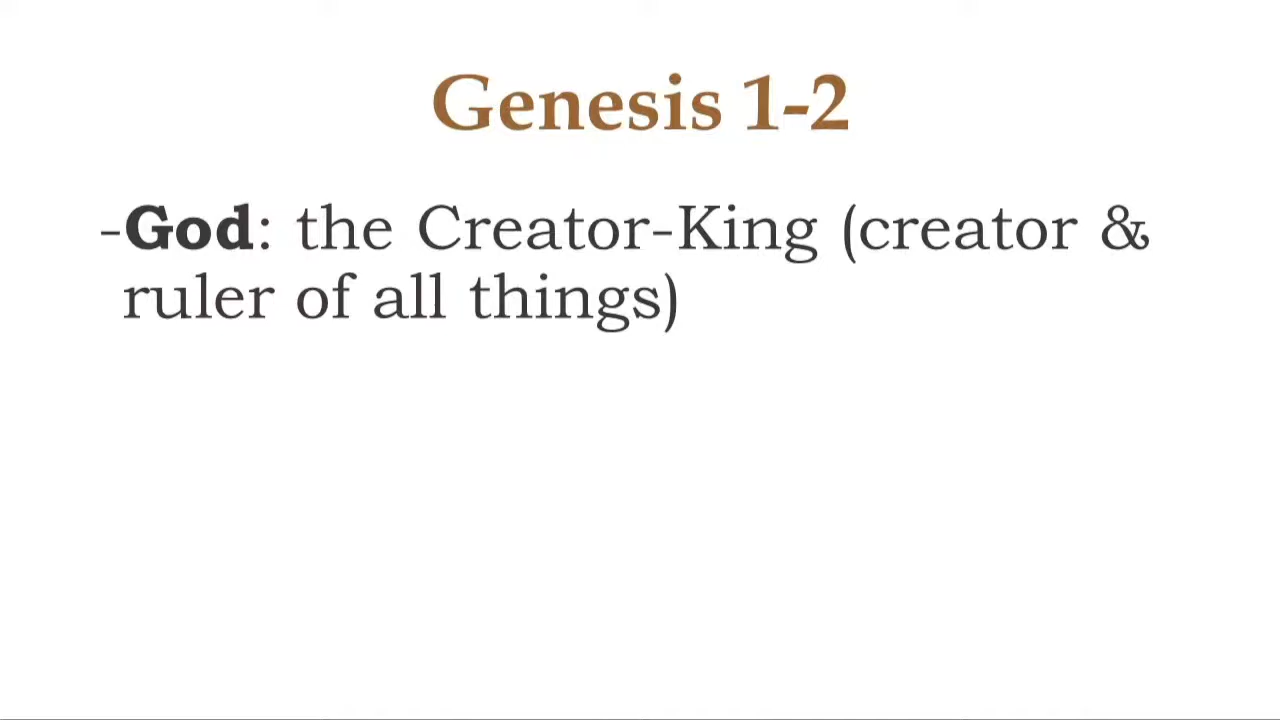 Genesis 1-2
-God: the Creator-King (creator &
ruler of all things)